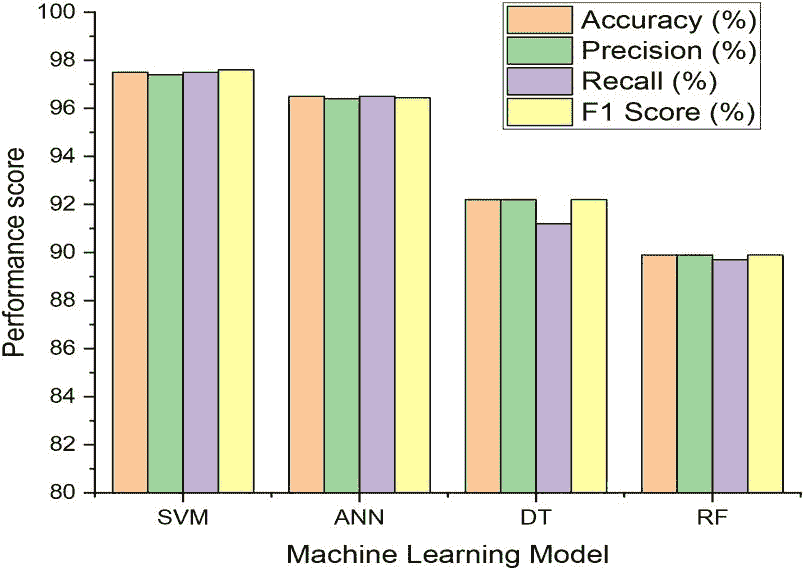 Accuracy (%)
Precision (%)
Recall (%)
F1 Score (%)
Performance score
98
96
94
92
90
88
86
84
82
80
SVM
ANN
DT
RF
Machine Learning Model